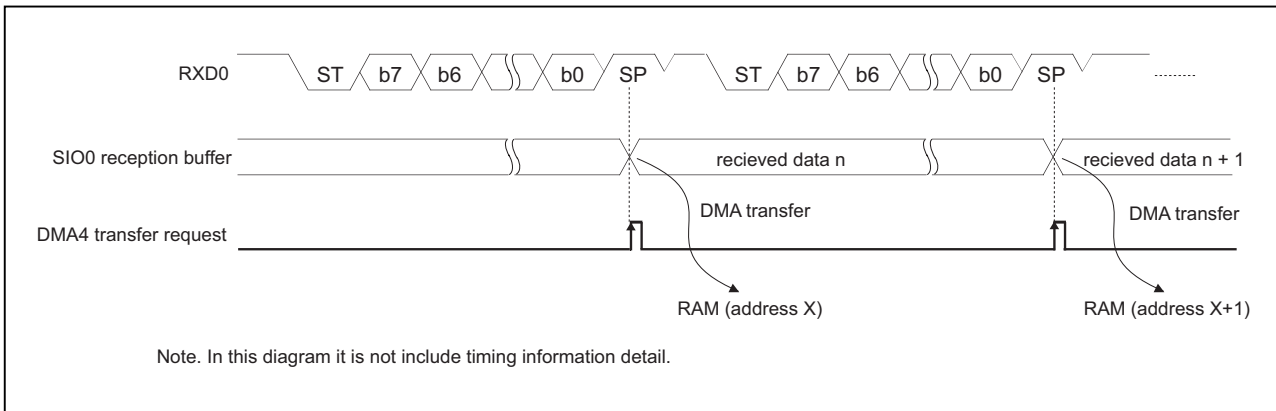 RXD0 ST b7 b6 b0 SP ST b7 b6 b0 SP ..........
SIO0 reception buffer recieved data n recieved data n + 1
DMA transfer DMA transfer
DMA4 transfer request
RAM (address X) RAM (address X+1)
Note. In this diagram it is not include timing information detail.